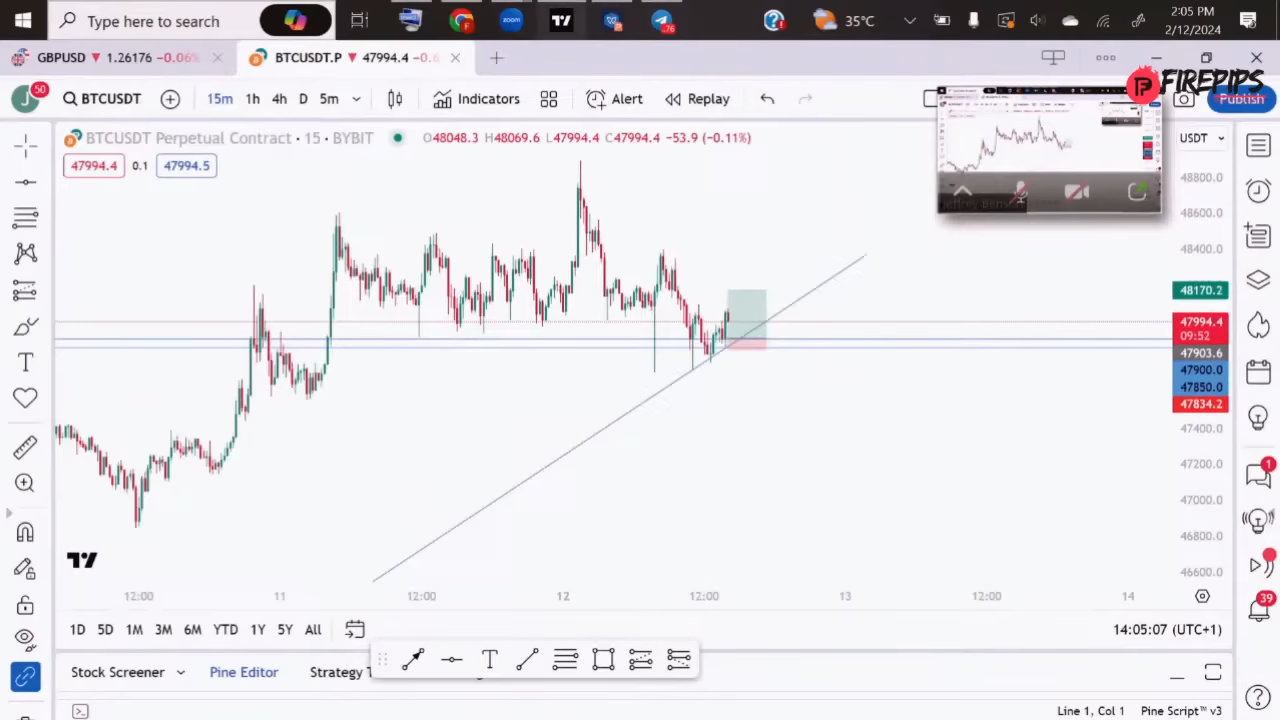 Type here to search
zoom
76
35°C
2:05 PM
2/12/2024
GBPUSD 1.26176 −0.06%
BTCUSDT.P 47994.4 −0.6
FIREPIPS
J
50
BTCUSDT
15m 1h 4h D 5m
Indicators
Alert
Replay
Publish
BTCUSDT Perpetual Contract · 15 · BYBIT
O48048.3 H48069.6 L47994.4 C47994.4 −53.9 (−0.11%)
USDT
47994.4 0.1 47994.5
48800.0
48600.0
48400.0
48170.2
47994.4
09:52
47903.6
47900.0
47850.0
47834.2
47400.0
47200.0
47000.0
46800.0
46600.0
12:00 11 12:00 12 12:00 13 12:00 14
1D 5D 1M 3M 6M YTD 1Y 5Y All
14:05:07 (UTC+1)
1
39
T
T
Stock Screener
Pine Editor
Strategy
Line 1, Col 1 Pine Script™ v3